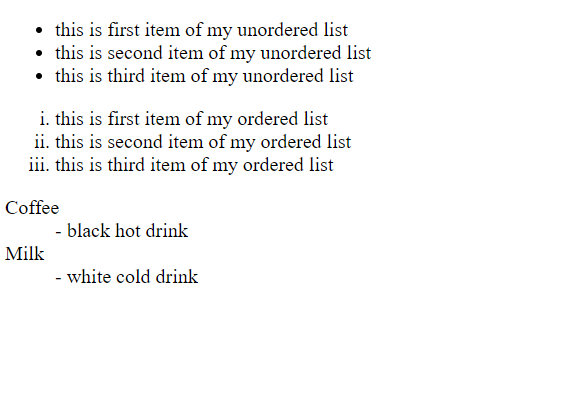 • this is first item of my unordered list
• this is second item of my unordered list
• this is third item of my unordered list
i. this is first item of my ordered list
ii. this is second item of my ordered list
iii. this is third item of my ordered list
Coffee
- black hot drink
Milk
- white cold drink